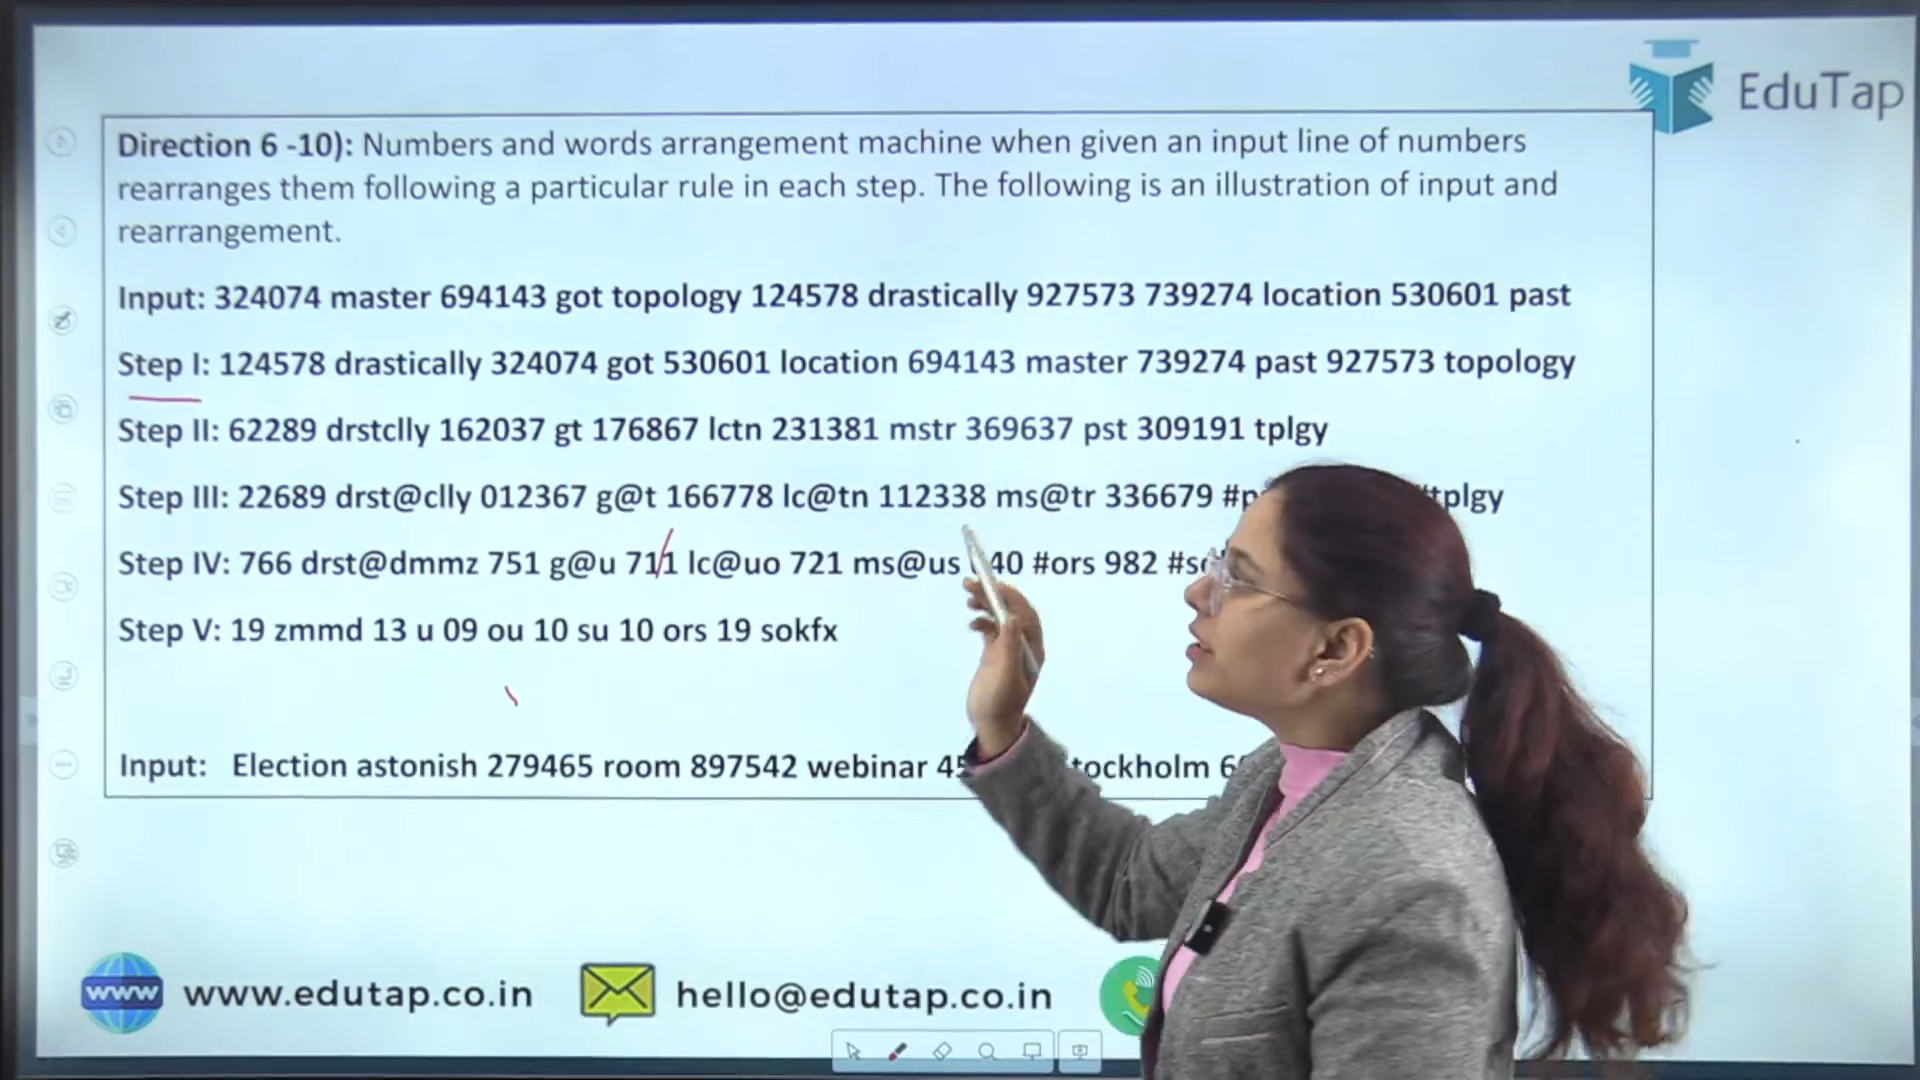 EduTap
Direction 6 -10): Numbers and words arrangement machine when given an input line of numbers
rearranges them following a particular rule in each step. The following is an illustration of input and
rearrangement.
Input: 324074 master 694143 got topology 124578 drastically 927573 739274 location 530601 past
Step I: 124578 drastically 324074 got 530601 location 694143 master 739274 past 927573 topology
Step II: 62289 drstclly 162037 gt 176867 lctn 231381 mstr 369637 pst 309191 tplgy
Step III: 22689 drst@clly 012367 g@t 166778 lc@tn 112338 ms@tr 336679 tplgy
Step IV: 766 drst@dmmz 751 g@u 711 lc@uo 721 ms@us #ors 982
Step V: 19 zmmd 13 u 09 ou 10 su 10 ors 19 sokfx
Input: Election astonish 279465 room 897542 webinar
www www.edutap.co.in hello@edutap.co.in